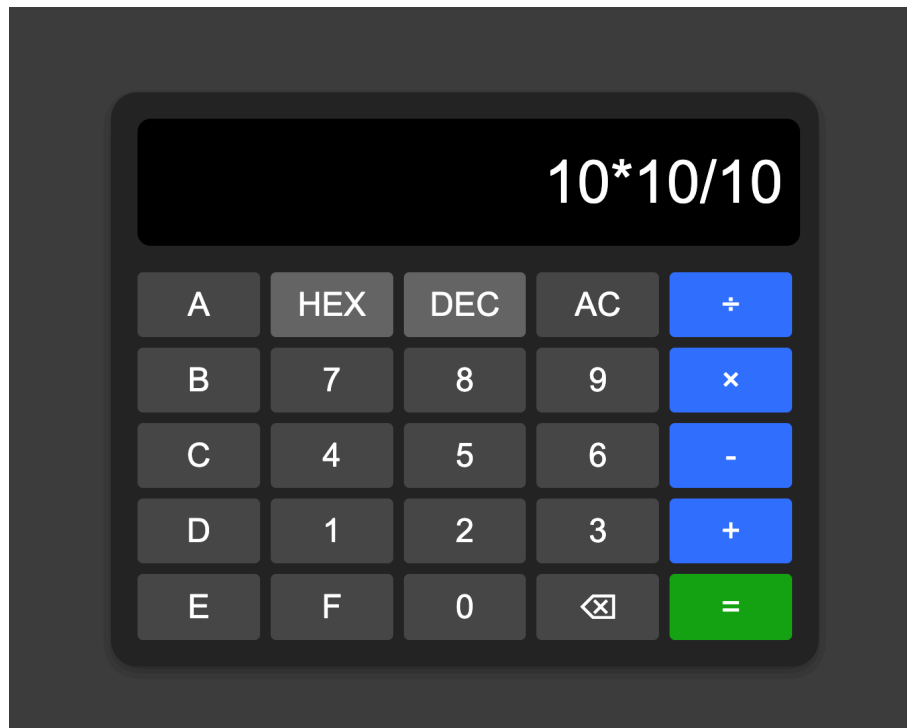 10*10/10
A HEX DEC AC ÷
B 7 8 9 ×
C 4 5 6 -
D 1 2 3 +
E F 0 ⌫ =